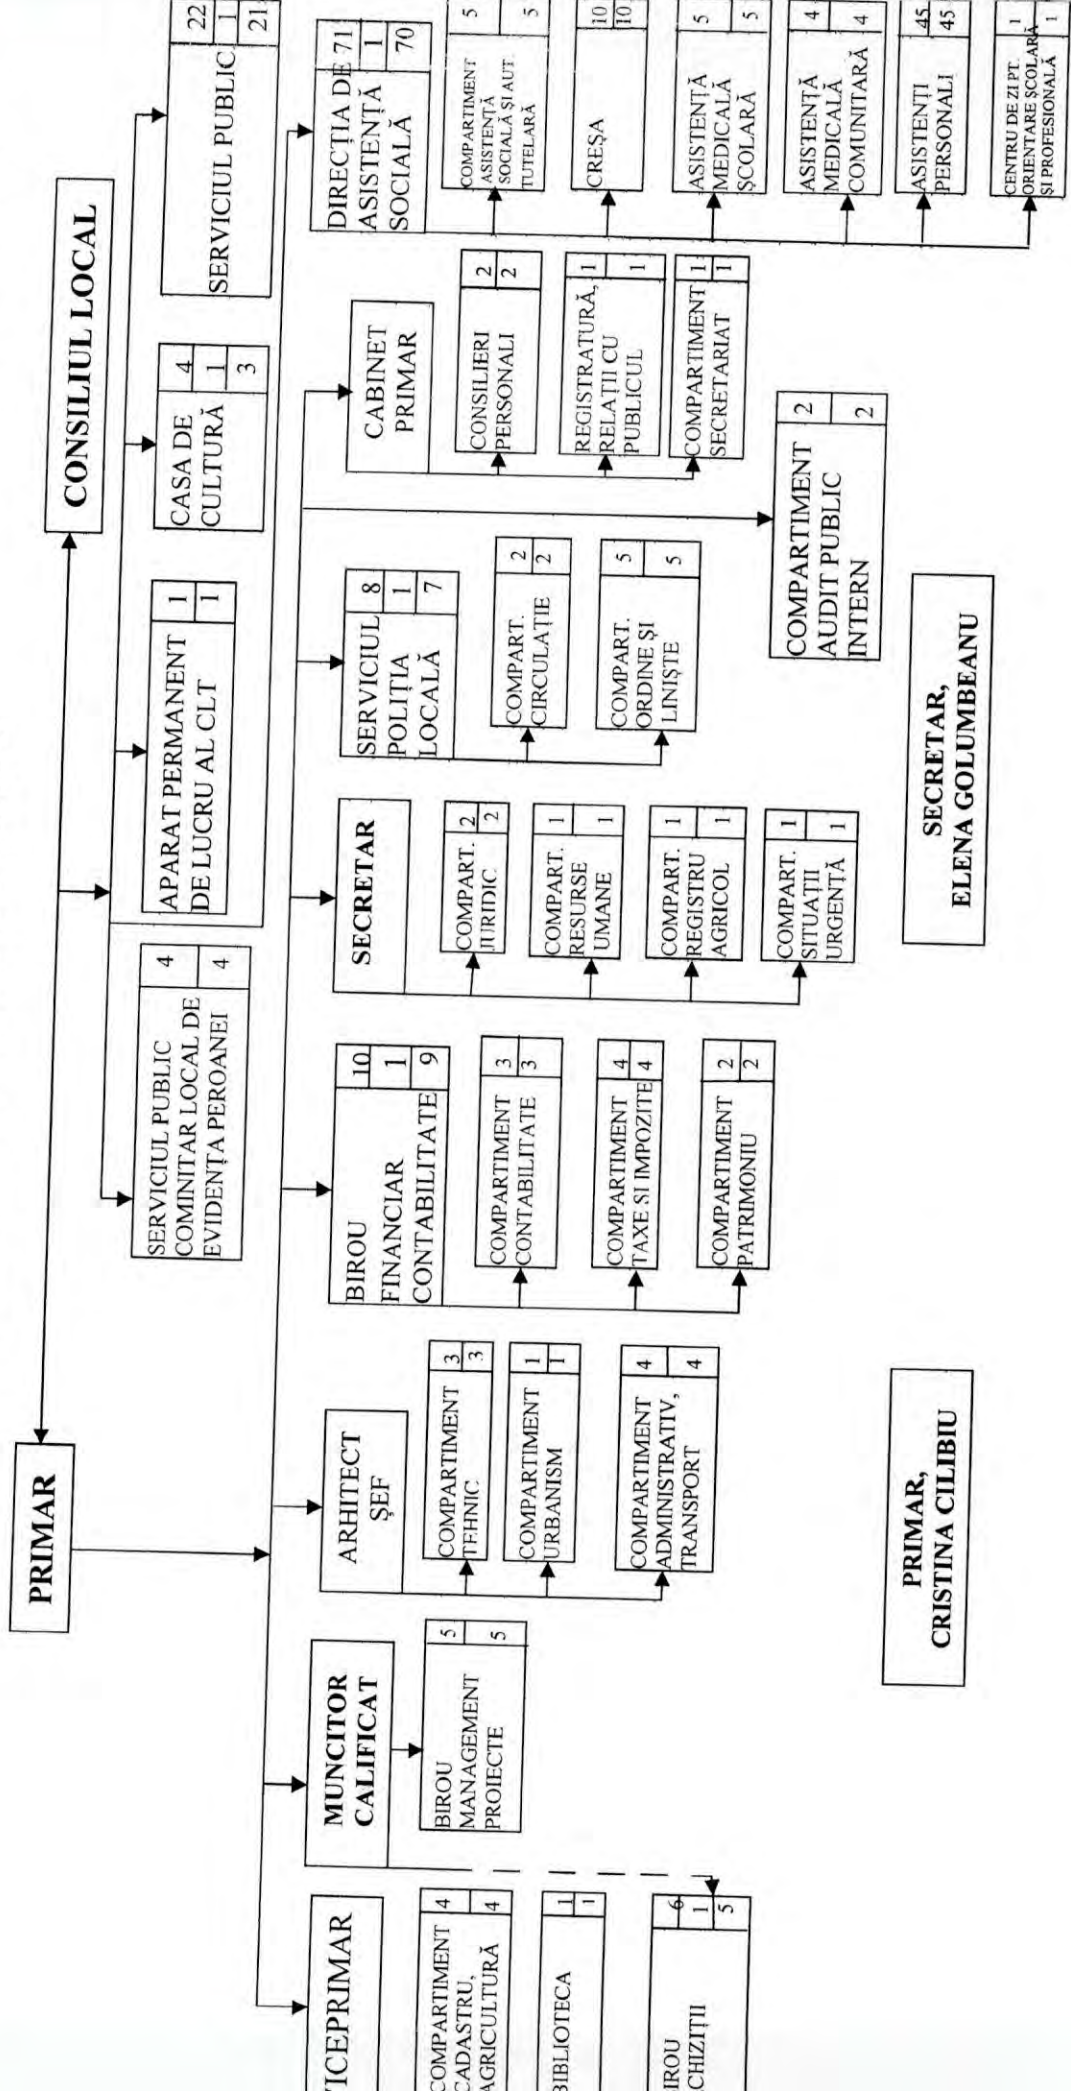 PRIMAR
CONSILIUL LOCAL
SERVICIUL PUBLIC
COMINITAR LOCAL DE
EVIDENȚA PEROANEI
4
4
APARAT PERMANENT
DE LUCRU AL CLT
1
1
CASA DE
CULTURĂ
4
1
3
SERVICIUL PUBLIC
22
1
21
VICEPRIMAR
COMPARTIMENT
CADASTRU,
AGRICULTURĂ
4
4
BIBLIOTECA
1
1
BIROU
ACHIZIȚII
6
1
5
MUNCITOR
CALIFICAT
BIROU
MANAGEMENT
PROIECTE
5
5
ARHITECT
ȘEF
COMPARTIMENT
TEHNIC
3
3
COMPARTIMENT
URBANISM
1
1
COMPARTIMENT
ADMINISTRATIV,
TRANSPORT
4
4
BIROU
FINANCIAR
CONTABILITATE
10
1
9
COMPARTIMENT
CONTABILITATE
3
3
COMPARTIMENT
TAXE SI IMPOZITE
4
4
COMPARTIMENT
PATRIMONIU
2
2
SECRETAR
COMPART.
JURIDIC
2
2
COMPART.
RESURSE
UMANE
1
1
COMPART.
REGISTRU
AGRICOL
1
1
COMPART.
SITUAȚII
URGENTĂ
1
1
SERVICIUL
POLIȚIA
LOCALĂ
8
1
7
COMPART.
CIRCULAȚIE
2
2
COMPART.
ORDINE ȘI
LINIȘTE
5
5
COMPARTIMENT
AUDIT PUBLIC
INTERN
2
2
CABINET
PRIMAR
CONSILIERI
PERSONALI
2
2
REGISTRATURĂ,
RELAȚII CU
PUBLICUL
1
1
COMPARTIMENT
SECRETARIAT
1
1
DIRECȚIA DE
ASISTENȚĂ
SOCIALĂ
71
1
70
COMPARTIMENT
ASISTENȚĂ
SOCIALĂ ȘI AUT.
TUTELARĂ
5
5
CREȘA
10
10
ASISTENȚĂ
MEDICALĂ
ȘCOLARĂ
5
5
ASISTENȚĂ
MEDICALĂ
COMUNITARĂ
4
4
ASISTENȚI
PERSONALI
45
45
CENTRU DE ZI PT.
ORIENTARE ȘCOLARĂ
ȘI PROFESIONALĂ
1
1
PRIMAR,
CRISTINA CILIBIU
SECRETAR,
ELENA GOLUMBEANU